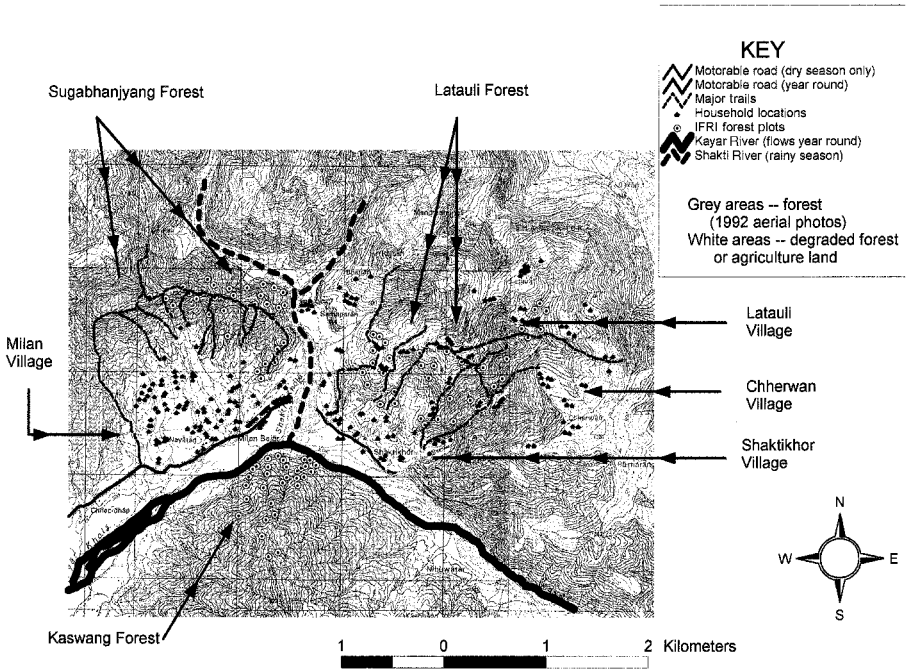 KEY
Motorable road (dry season only)
Motorable road (year round)
Major trails
Household locations
IFRI forest plots
Kayar River (flows year round)
Shakti River (rainy season)
Grey areas -- forest
(1992 aerial photos)
White areas -- degraded forest
or agriculture land
Sugabhanjyang Forest
Latauli Forest
Milan
Village
Latauli
Village
Chherwan
Village
Shaktikhor
Village
Milan Bajar
Kaswang Forest
N
W
E
S
1
0
1
2
Kilometers